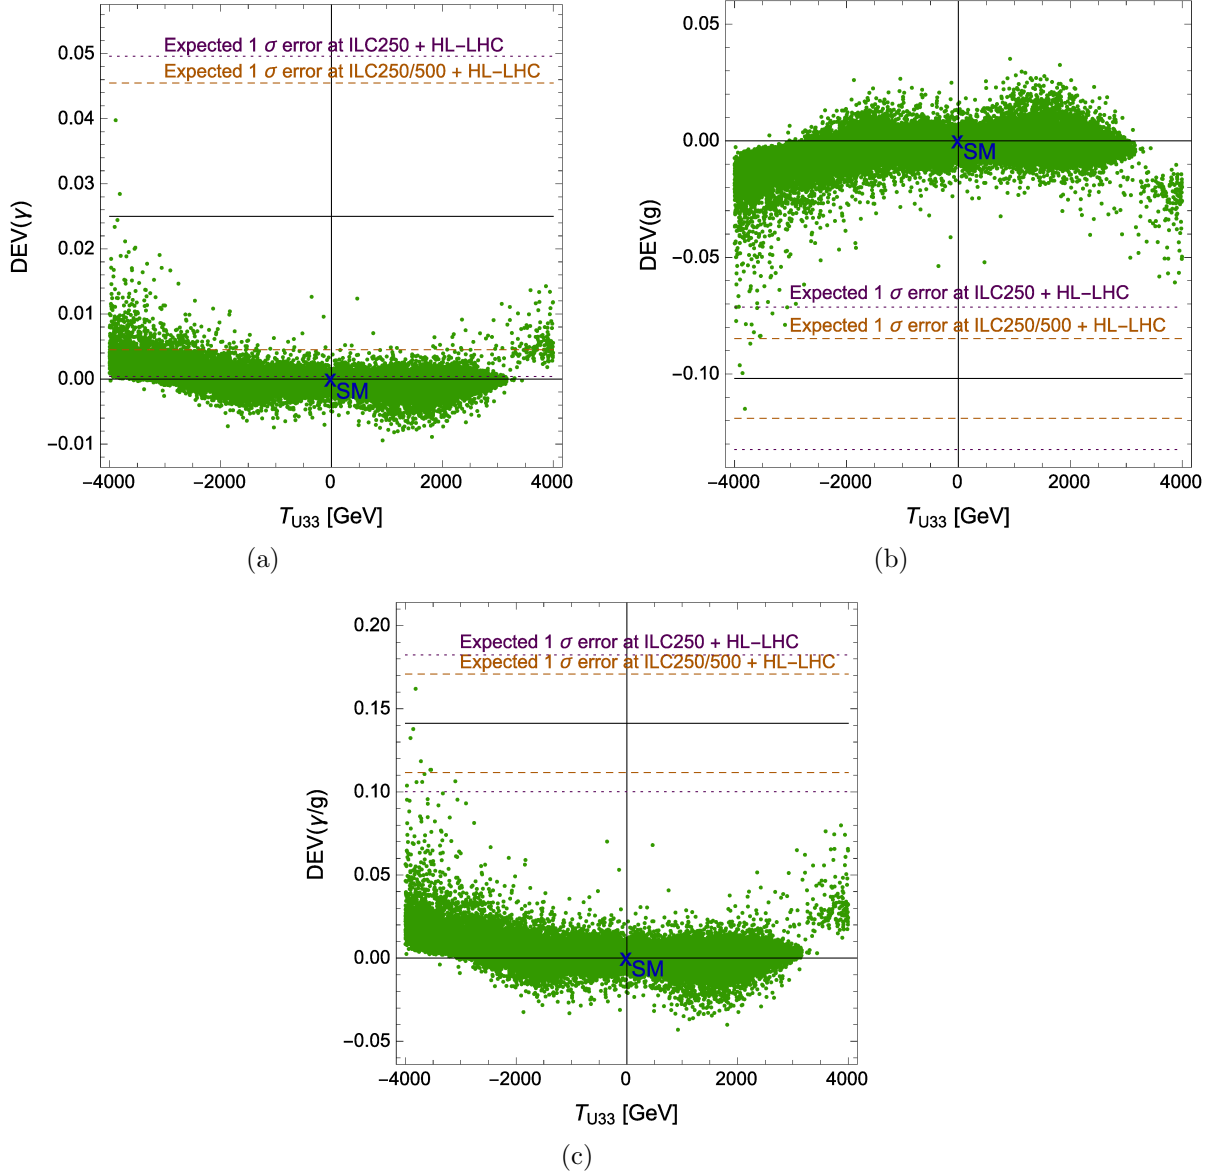 Expected 1 σ error at ILC250 + HL−LHC
Expected 1 σ error at ILC250/500 + HL−LHC
0.05
0.04
0.03
0.02
0.01
0.00
−0.01
DEV(γ)
x
SM
−4000 −2000 0 2000 4000
TU33 [GeV]
(a)
0.05
0.00
−0.05
−0.10
DEV(g)
x
SM
Expected 1 σ error at ILC250 + HL−LHC
Expected 1 σ error at ILC250/500 + HL−LHC
−4000 −2000 0 2000 4000
TU33 [GeV]
(b)
Expected 1 σ error at ILC250 + HL−LHC
Expected 1 σ error at ILC250/500 + HL−LHC
0.20
0.15
0.10
0.05
0.00
−0.05
DEV(γ/g)
x
SM
−4000 −2000 0 2000 4000
TU33 [GeV]
(c)